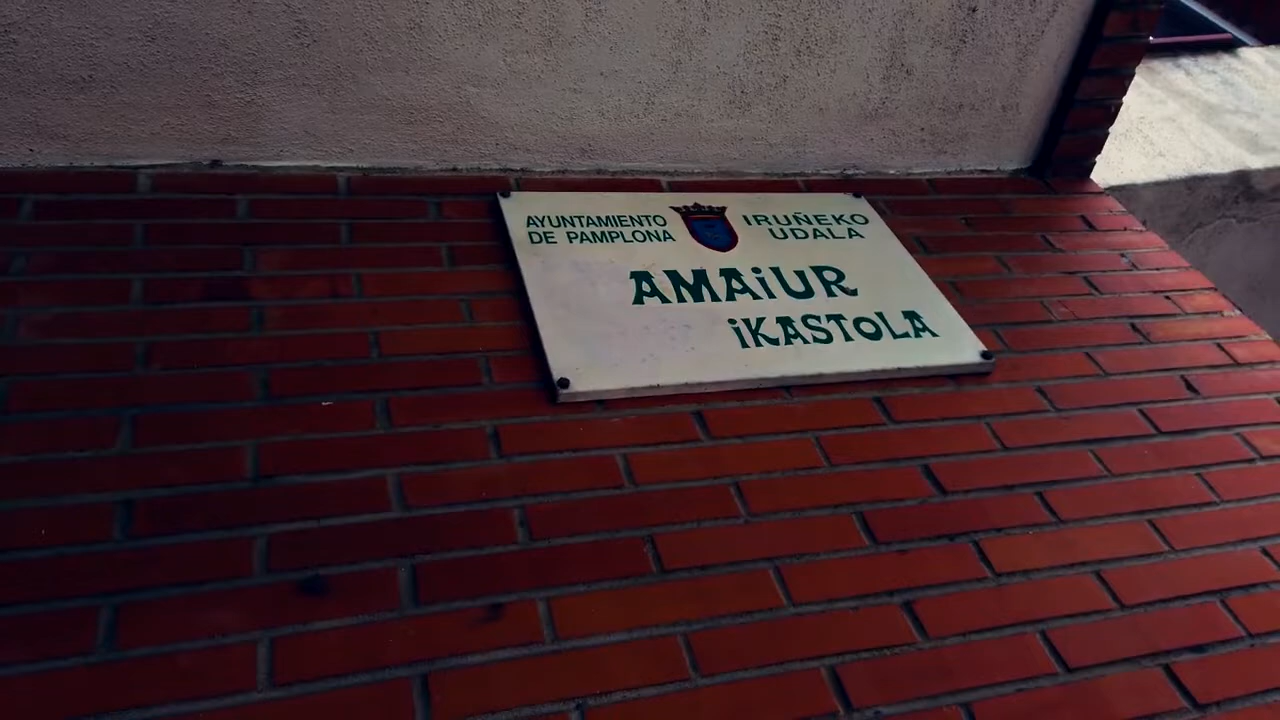 AYUNTAMIENTO
DE PAMPLONA
IRUÑEKO
UDALA
AMAiUR
iKASToLA